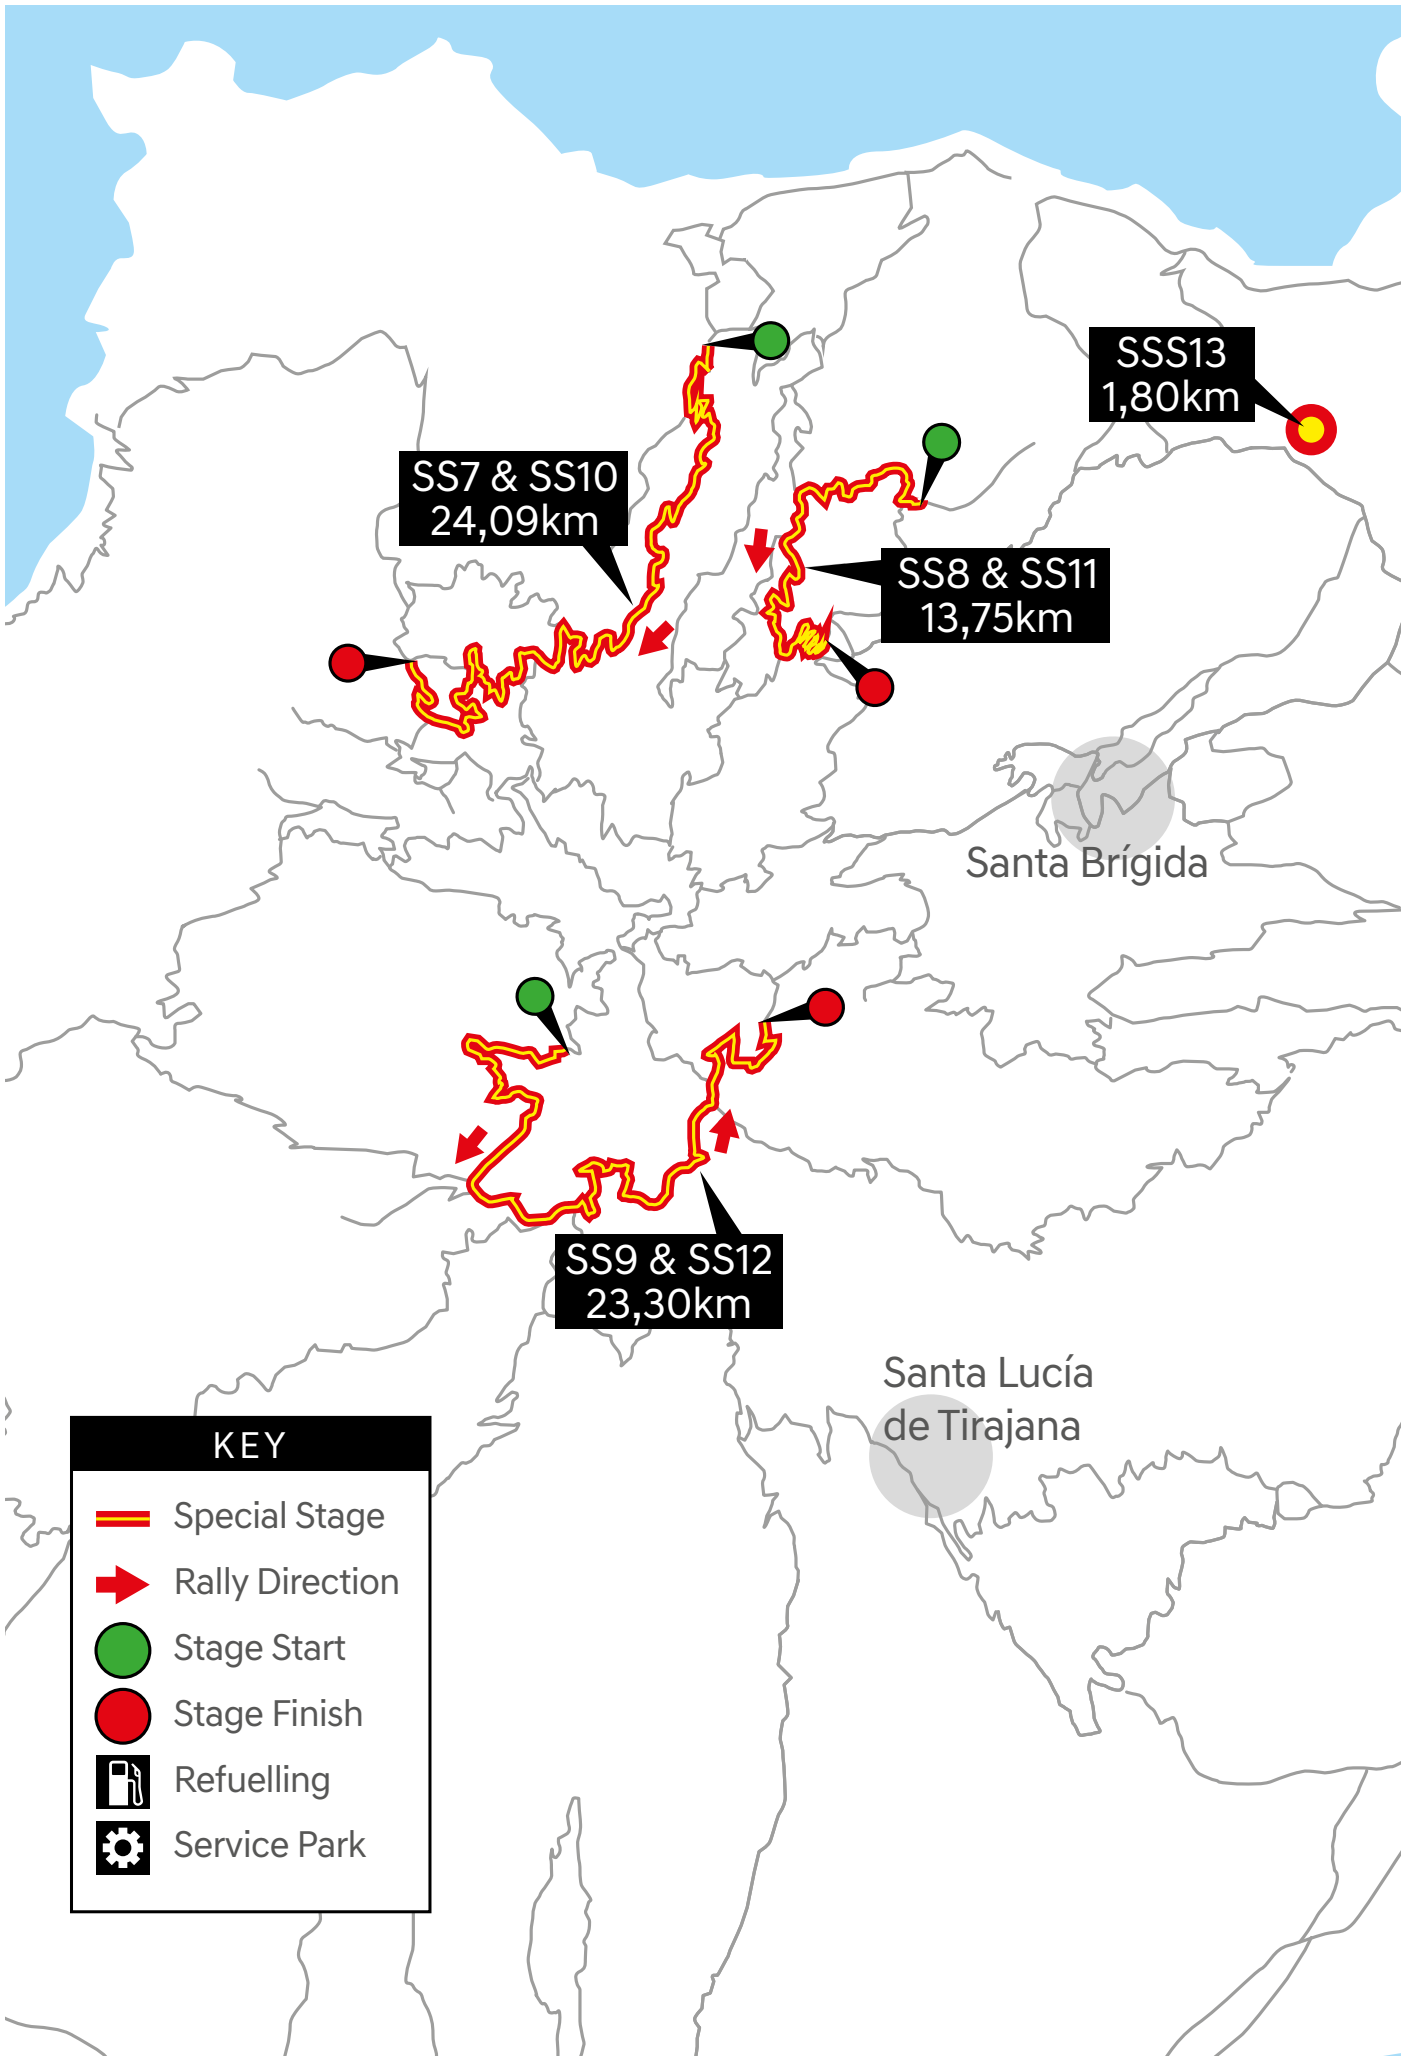 SSS13
1,80km
SS7 & SS10
24,09km
SS8 & SS11
13,75km
Santa Brígida
SS9 & SS12
23,30km
Santa Lucía
de Tirajana
KEY
Special Stage
Rally Direction
Stage Start
Stage Finish
Refuelling
Service Park